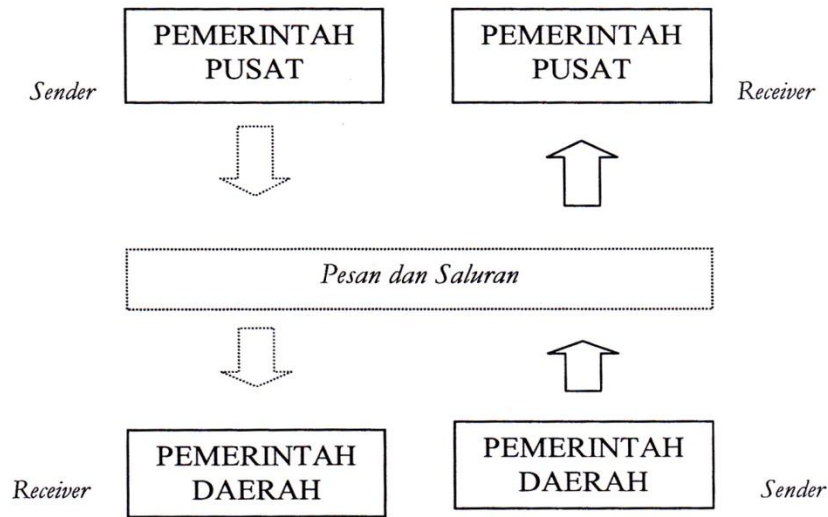 PEMERINTAH
PUSAT
PEMERINTAH
PUSAT
Sender
Receiver
Pesan dan Saluran
PEMERINTAH
DAERAH
PEMERINTAH
DAERAH
Receiver
Sender